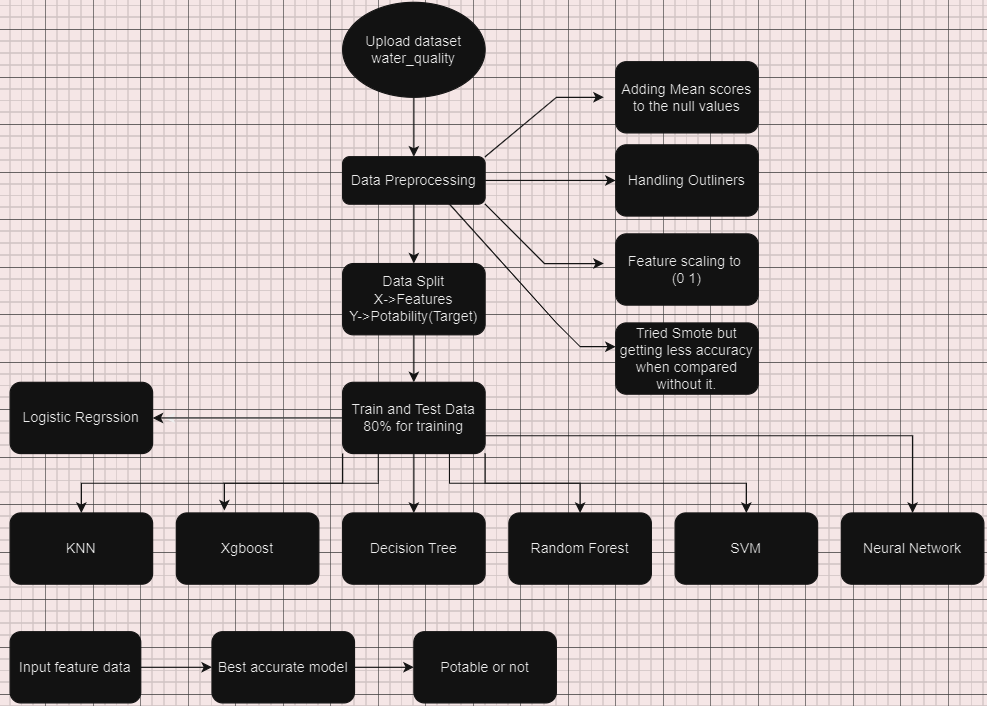 Upload dataset
water_quality
Adding Mean scores
to the null values
Data Preprocessing
Handling Outliners
Feature scaling to
(0 1)
Data Split
X->Features
Y->Potability(Target)
Tried Smote but
getting less accuracy
when compared
without it.
Train and Test Data
80% for training
Logistic Regrssion
KNN
Xgboost
Decision Tree
Random Forest
SVM
Neural Network
Input feature data
Best accurate model
Potable or not